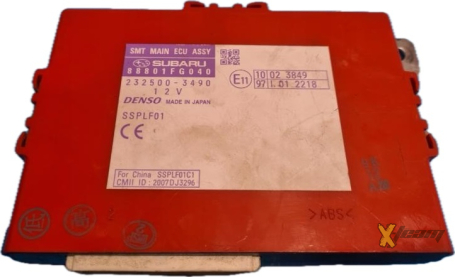 SMT MAIN ECU ASSY
SUBARU
88801FG040
232500-3490
12V
DENSO MADE IN JAPAN
SSPLF01
CE
E11
10 02 3849
97 I.01 2218
For China SSPLF01C1
CMII ID : 2007DJ3296
>ABS<
X-Team